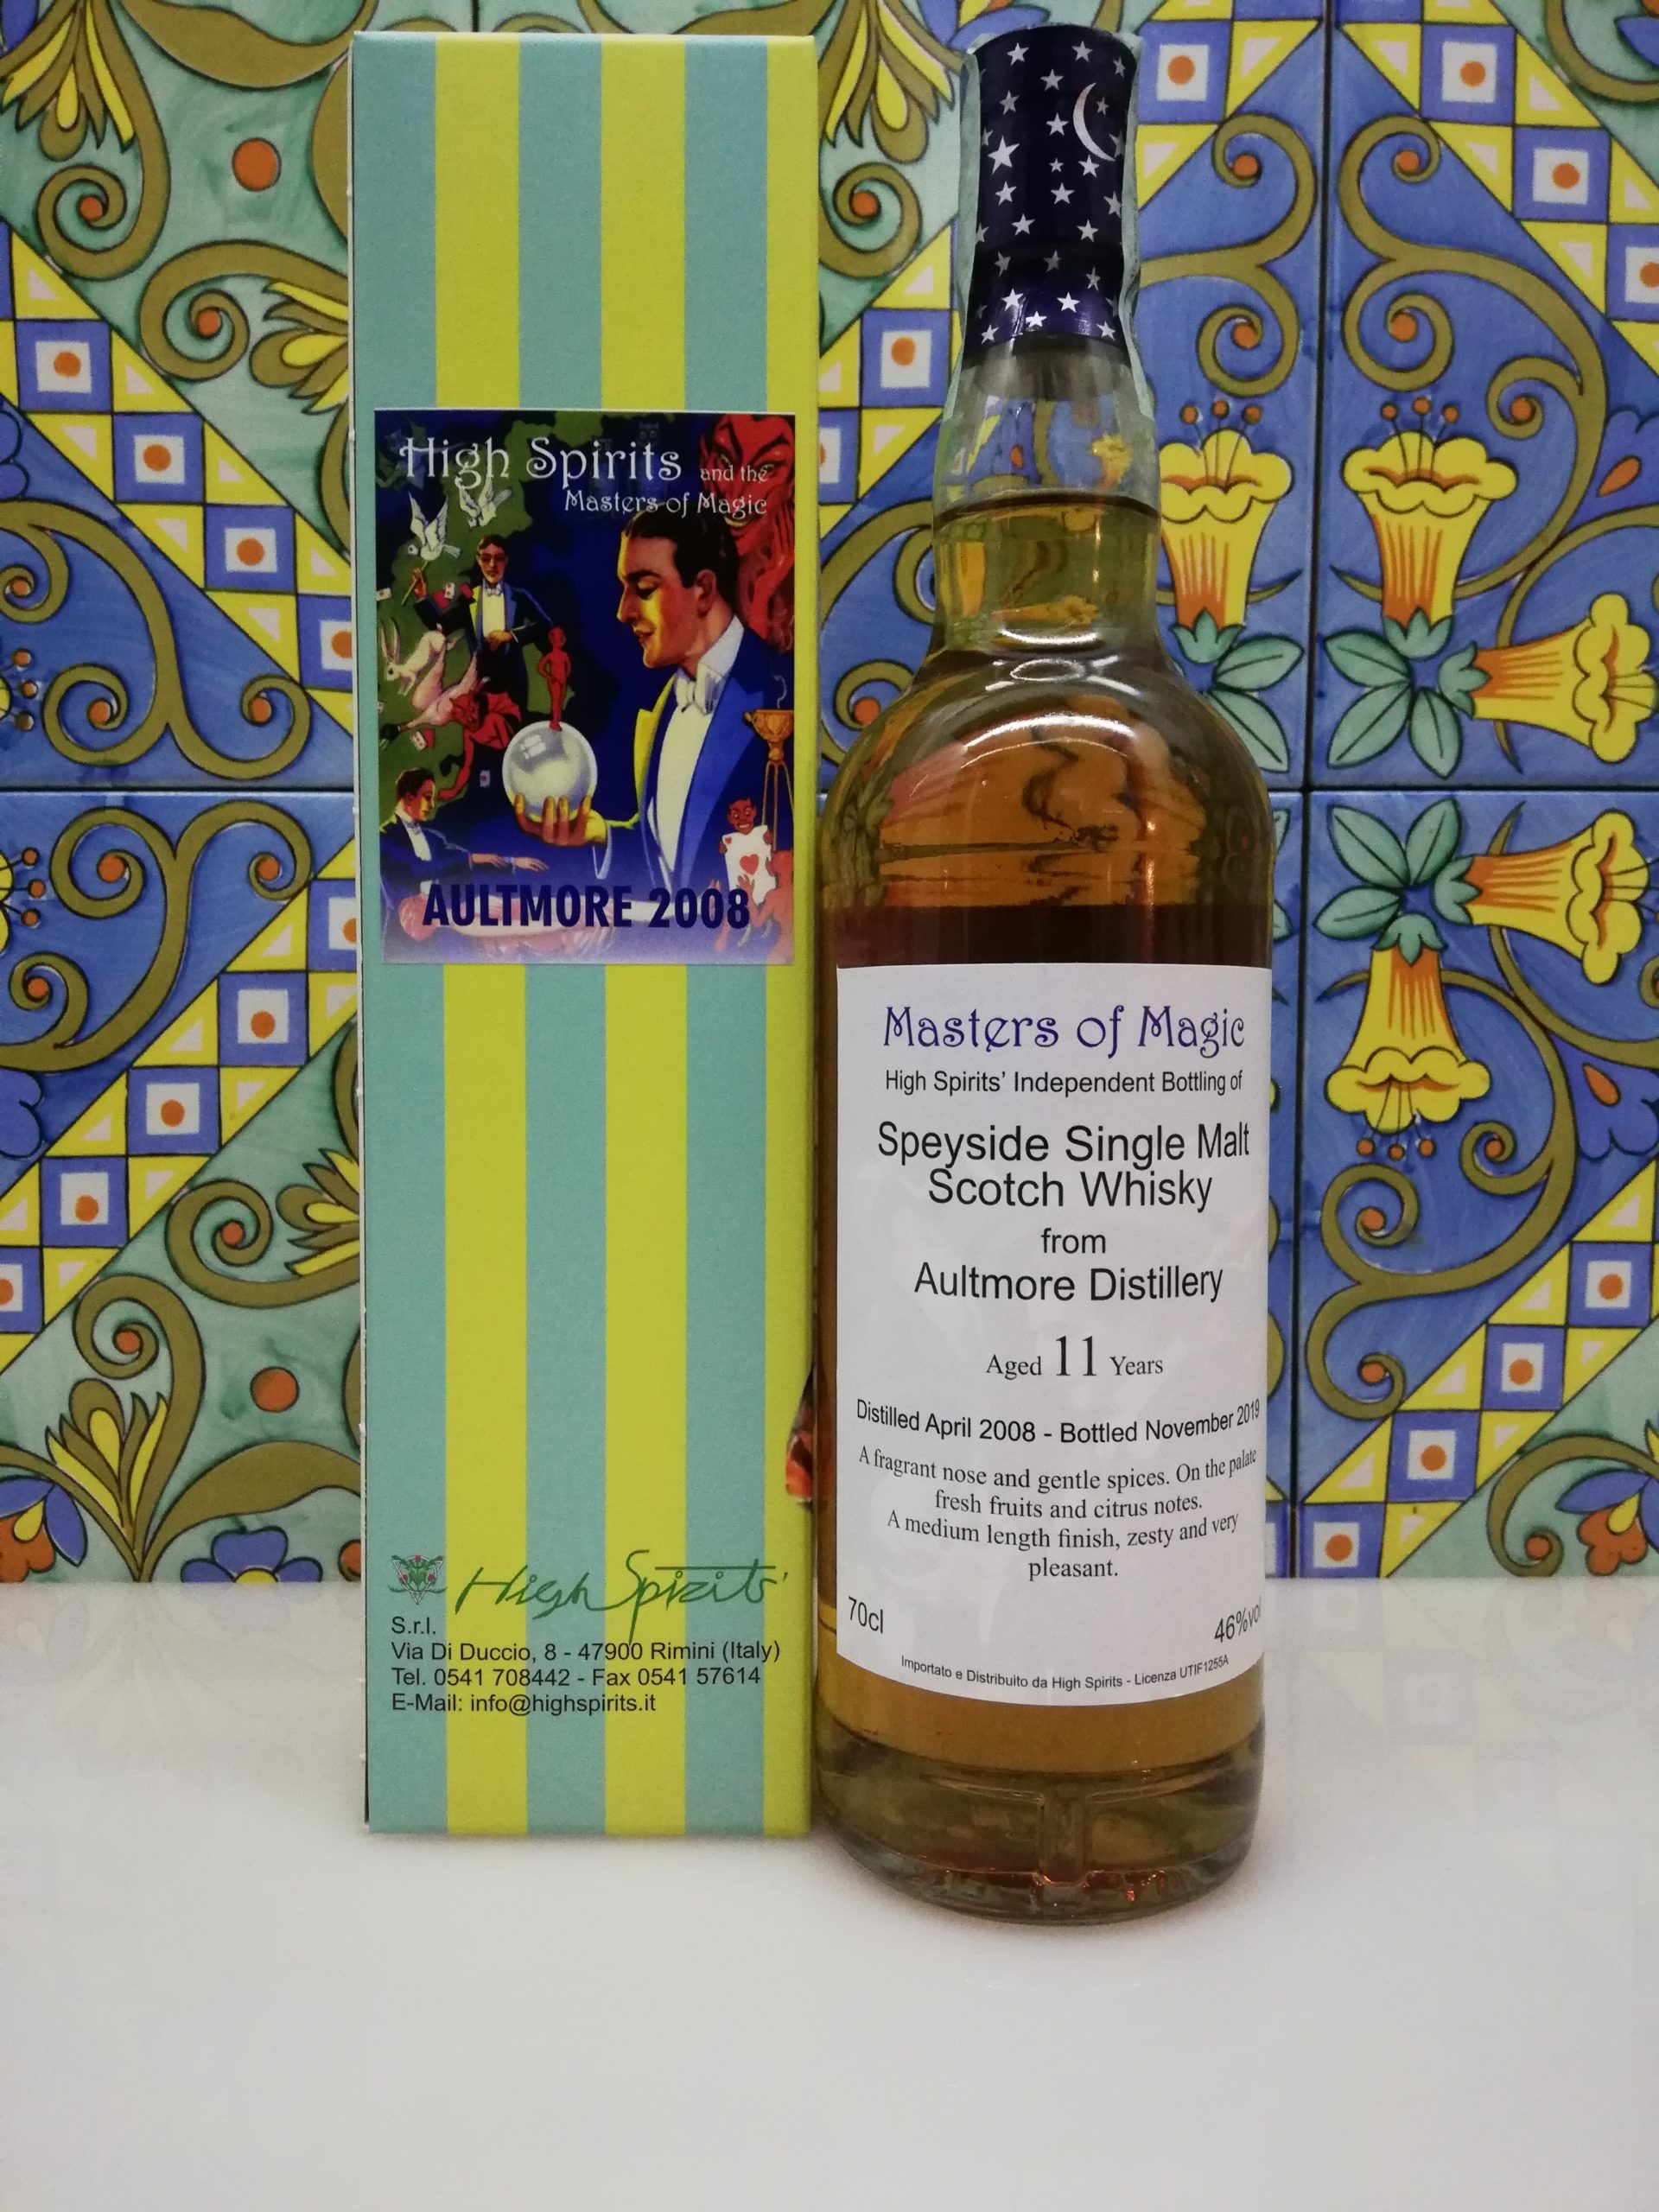 High Spirits and the
Masters of Magic
AULTMORE 2008
High Spirits'
S.r.l.
Via Di Duccio, 8 - 47900 Rimini (Italy)
Tel. 0541 708442 - Fax 0541 57614
E-Mail: info@highspirits.it
Masters of Magic
High Spirits' Independent Bottling of
Speyside Single Malt
Scotch Whisky
from
Aultmore Distillery
Aged 11 Years
Distilled April 2008 - Bottled November 2019
A fragrant nose and gentle spices. On the palate
fresh fruits and citrus notes.
A medium length finish, zesty and very
pleasant.
70cl
46%vol
Importato e Distribuito da High Spirits - Licenza UTIF1255A